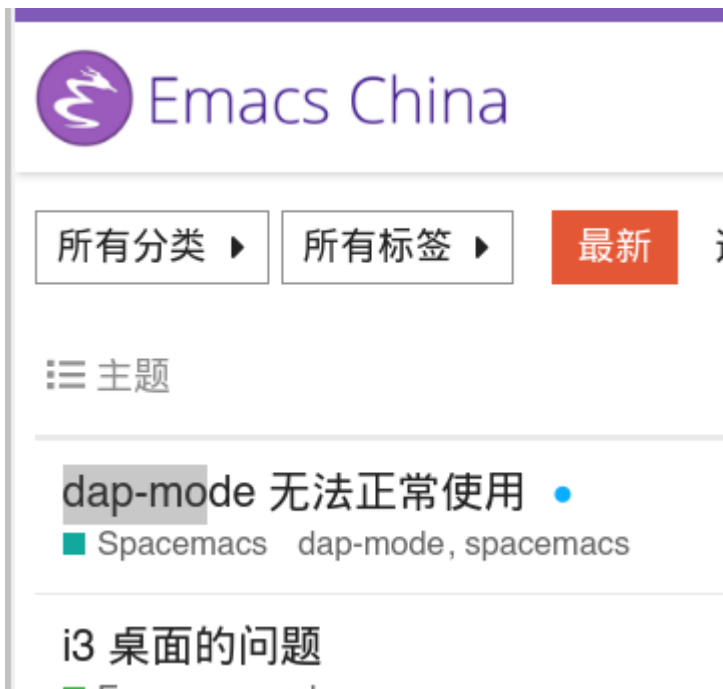 Emacs China
所有分类 所有标签 最新
主题
dap-mode 无法正常使用
Spacemacs dap-mode, spacemacs
i3 桌面的问题